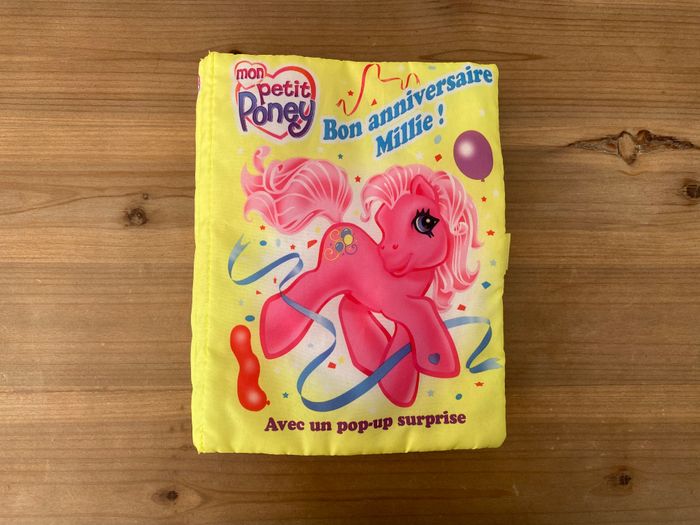 mon
petit
Poney
Bon anniversaire
Millie !
Avec un pop-up surprise